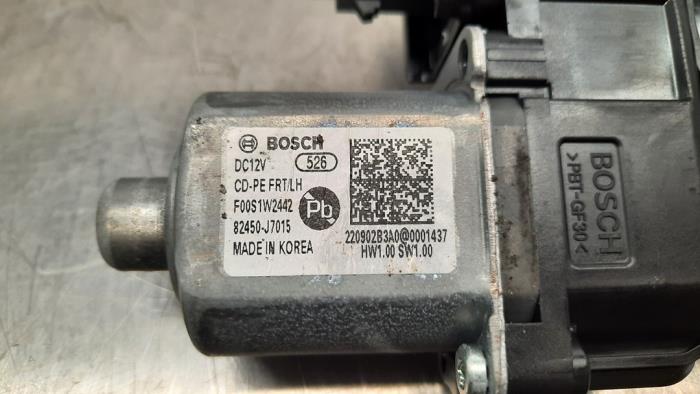 BOSCH
DC12V 526
CD-PE FRT/LH
F00S1W2442 Pb
82450-J7015
MADE IN KOREA
220902B3A0@0001437
HW1.00 SW1.00
BOSCH
>PBT-GF30<